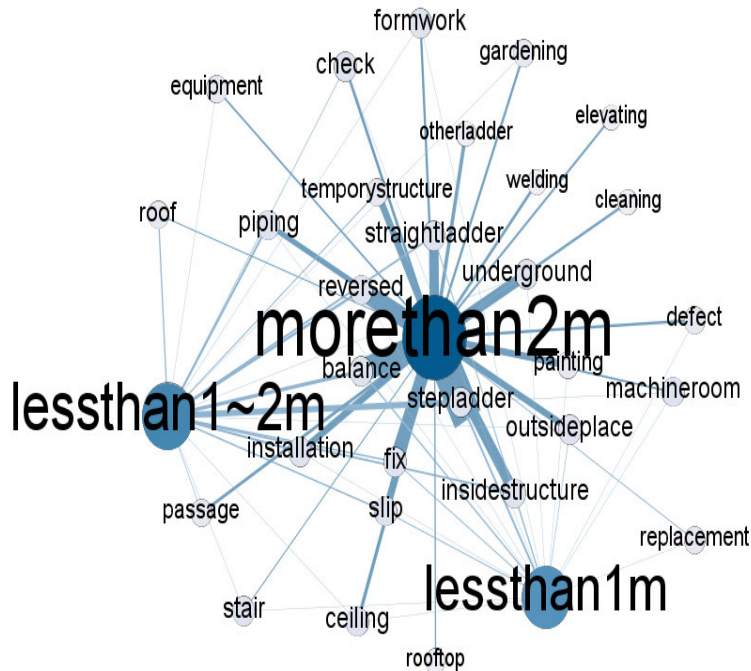 formwork
gardening
check
equipment
otherladder
elevating
temporystructure
welding
cleaning
roof
piping
straightladder
underground
reversed
morethan2m
defect
balance
painting
machineroom
lessthan1~2m
stepladder
outsideplace
installation
fix
insidestructure
passage
slip
replacement
lessthan1m
stair
ceiling
rooftop